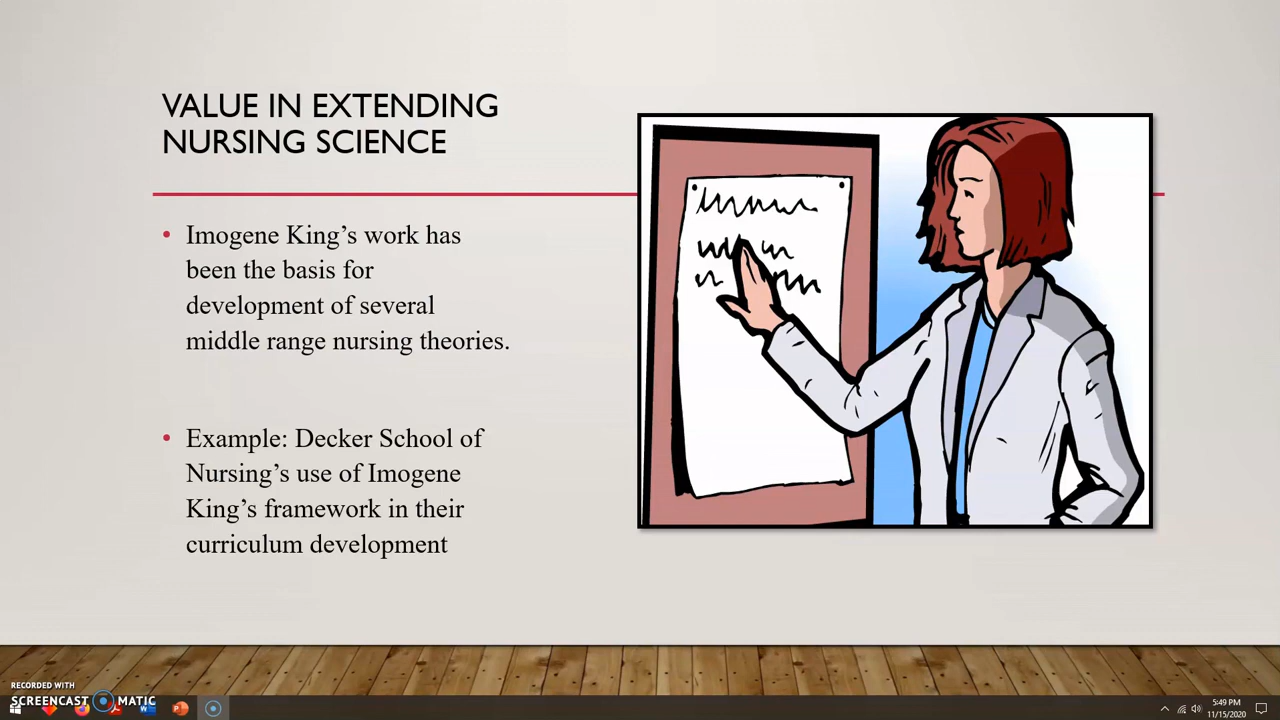 VALUE IN EXTENDING
NURSING SCIENCE
• Imogene King’s work has
been the basis for
development of several
middle range nursing theories.
• Example: Decker School of
Nursing’s use of Imogene
King’s framework in their
curriculum development
RECORDED WITH
SCREENCAST MATIC
5:49 PM
11/15/2020